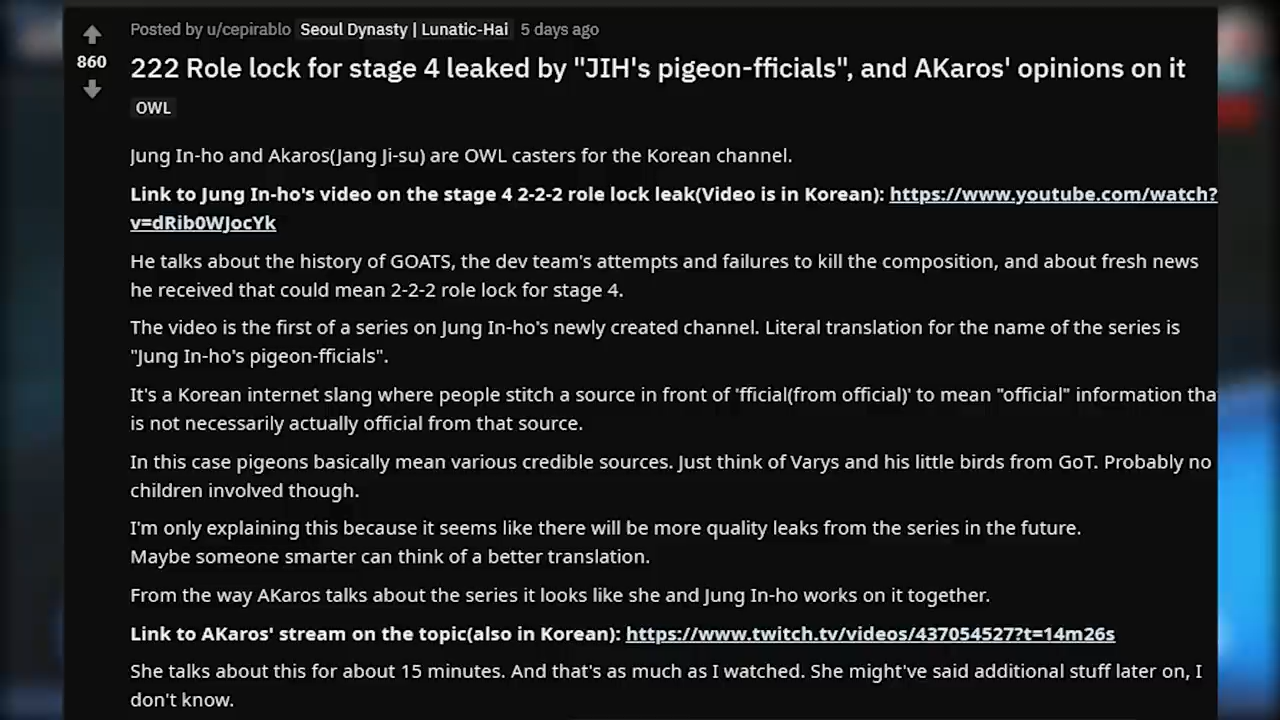 Posted by u/cepirablo Seoul Dynasty | Lunatic-Hai 5 days ago
860
222 Role lock for stage 4 leaked by "JIH's pigeon-fficials", and AKaros' opinions on it
OWL
Jung In-ho and Akaros(Jang Ji-su) are OWL casters for the Korean channel.
Link to Jung In-ho's video on the stage 4 2-2-2 role lock leak(Video is in Korean): https://www.youtube.com/watch?
v=dRib0WJocYk
He talks about the history of GOATS, the dev team's attempts and failures to kill the composition, and about fresh news
he received that could mean 2-2-2 role lock for stage 4.
The video is the first of a series on Jung In-ho's newly created channel. Literal translation for the name of the series is
"Jung In-ho's pigeon-fficials".
It's a Korean internet slang where people stitch a source in front of 'fficial(from official)' to mean "official" information tha
is not necessarily actually official from that source.
In this case pigeons basically mean various credible sources. Just think of Varys and his little birds from GoT. Probably no
children involved though.
I'm only explaining this because it seems like there will be more quality leaks from the series in the future.
Maybe someone smarter can think of a better translation.
From the way AKaros talks about the series it looks like she and Jung In-ho works on it together.
Link to AKaros' stream on the topic(also in Korean): https://www.twitch.tv/videos/437054527?t=14m26s
She talks about this for about 15 minutes. And that's as much as I watched. She might've said additional stuff later on, I
don't know.